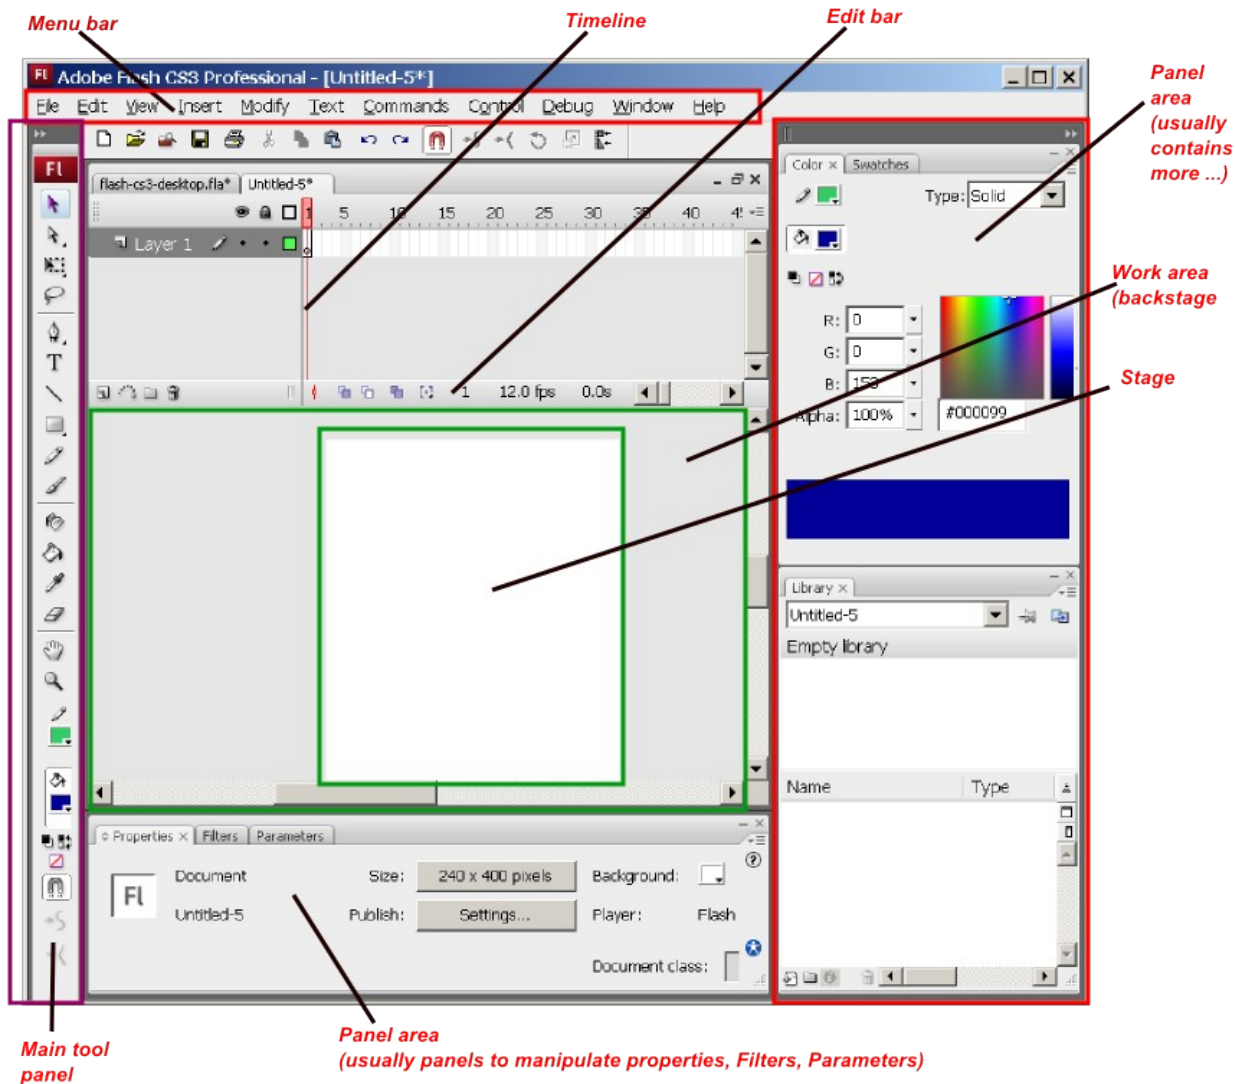 Menu bar
Timeline
Edit bar
Panel
area
(usually
contains
more ...)
Work area
(backstage
Stage
Fl Adobe Flash CS3 Professional - [Untitled-5*]
File Edit View Insert Modify Text Commands Control Debug Window Help
Fl
flash-cs3-desktop.fla* Untitled-5*
1 5 10 15 20 25 30 35 40
Layer 1
1 12.0 fps 0.0s
T
Color × Swatches
Type: Solid
R: 0
G: 0
B: 153
Alpha: 100% #000099
Library ×
Untitled-5
Empty library
Name Type
Properties × Filters Parameters
Fl
Document Size: 240 x 400 pixels Background:
Untitled-5 Publish: Settings... Player: Flash
Document class:
Main tool
panel
Panel area
(usually panels to manipulate properties, Filters, Parameters)